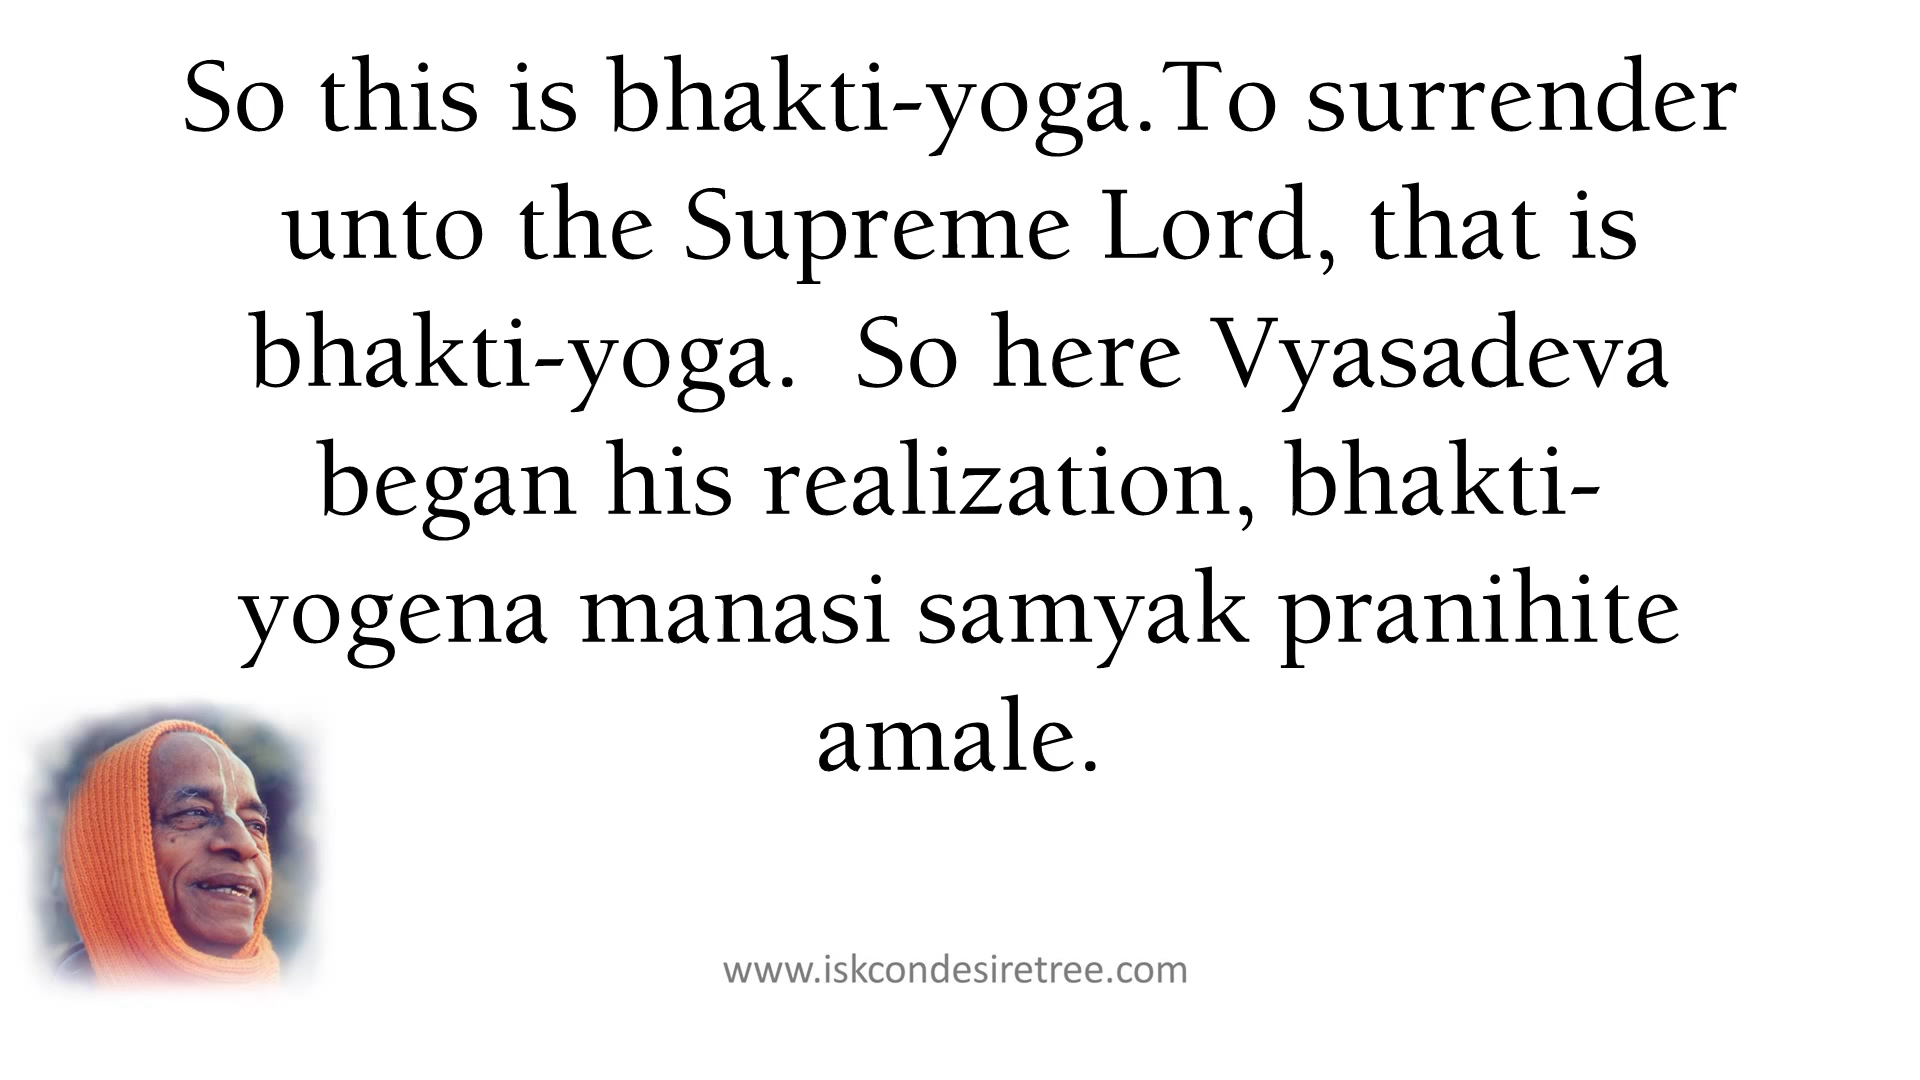 So this is bhakti-yoga.To surrender
unto the Supreme Lord, that is
bhakti-yoga.  So here Vyasadeva
began his realization, bhakti-
yogena manasi samyak pranihite
amale.
www.iskcondesiretree.com